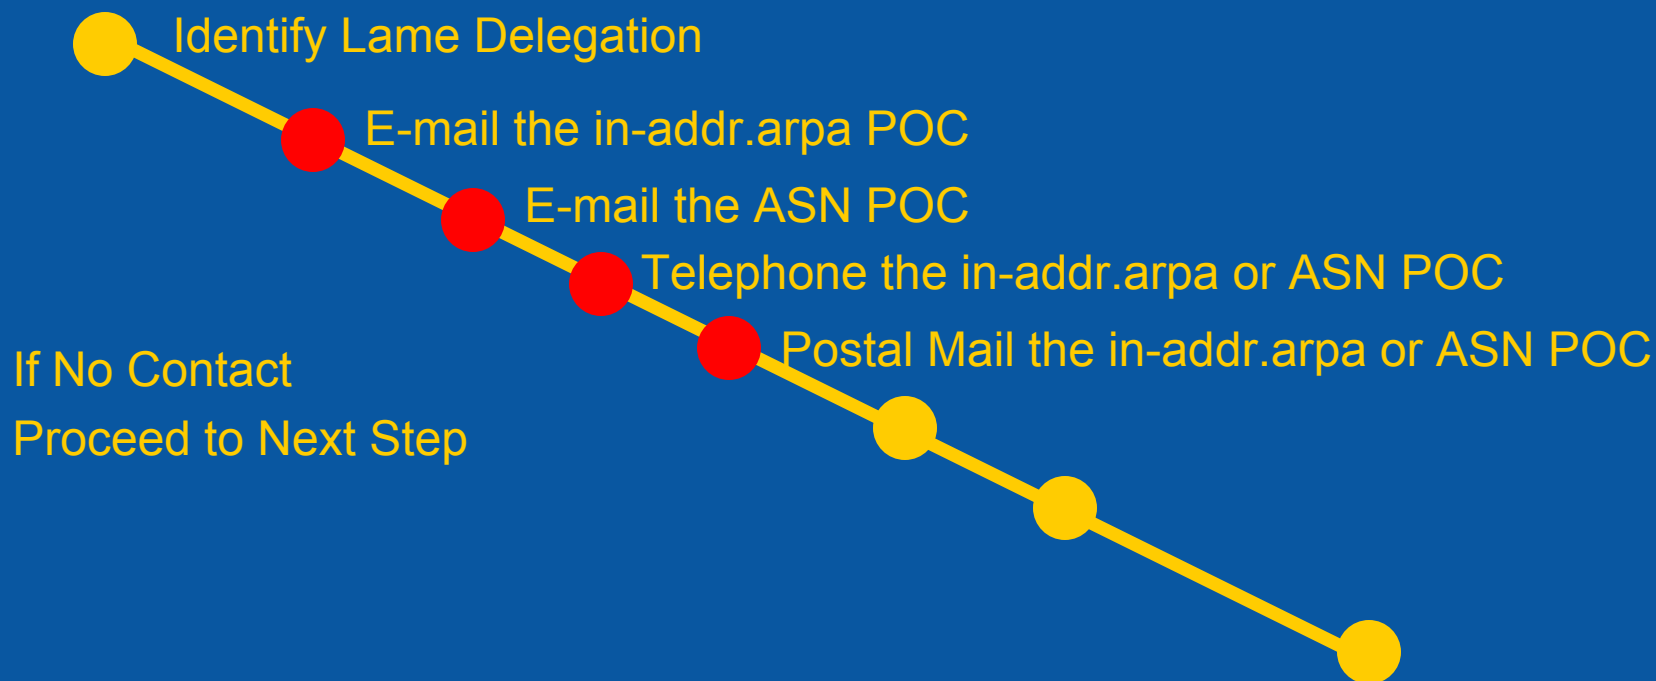 Identify Lame Delegation
E-mail the in-addr.arpa POC
E-mail the ASN POC
Telephone the in-addr.arpa or ASN POC
Postal Mail the in-addr.arpa or ASN POC
If No Contact
Proceed to Next Step